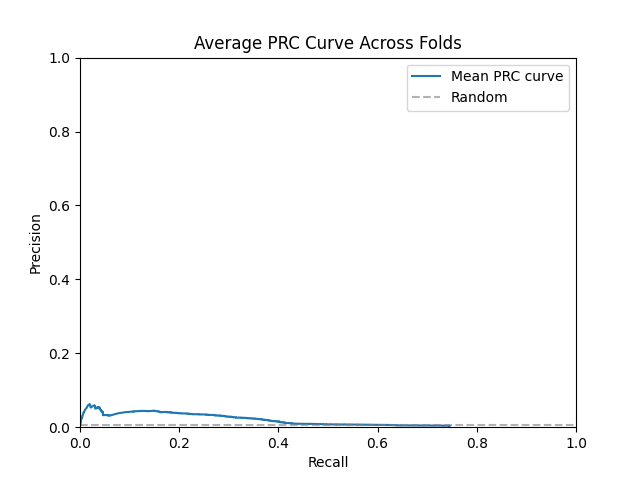 Average PRC Curve Across Folds
1.0
0.8
0.6
0.4
0.2
0.0
Precision
Mean PRC curve
Random
0.0 0.2 0.4 0.6 0.8 1.0
Recall